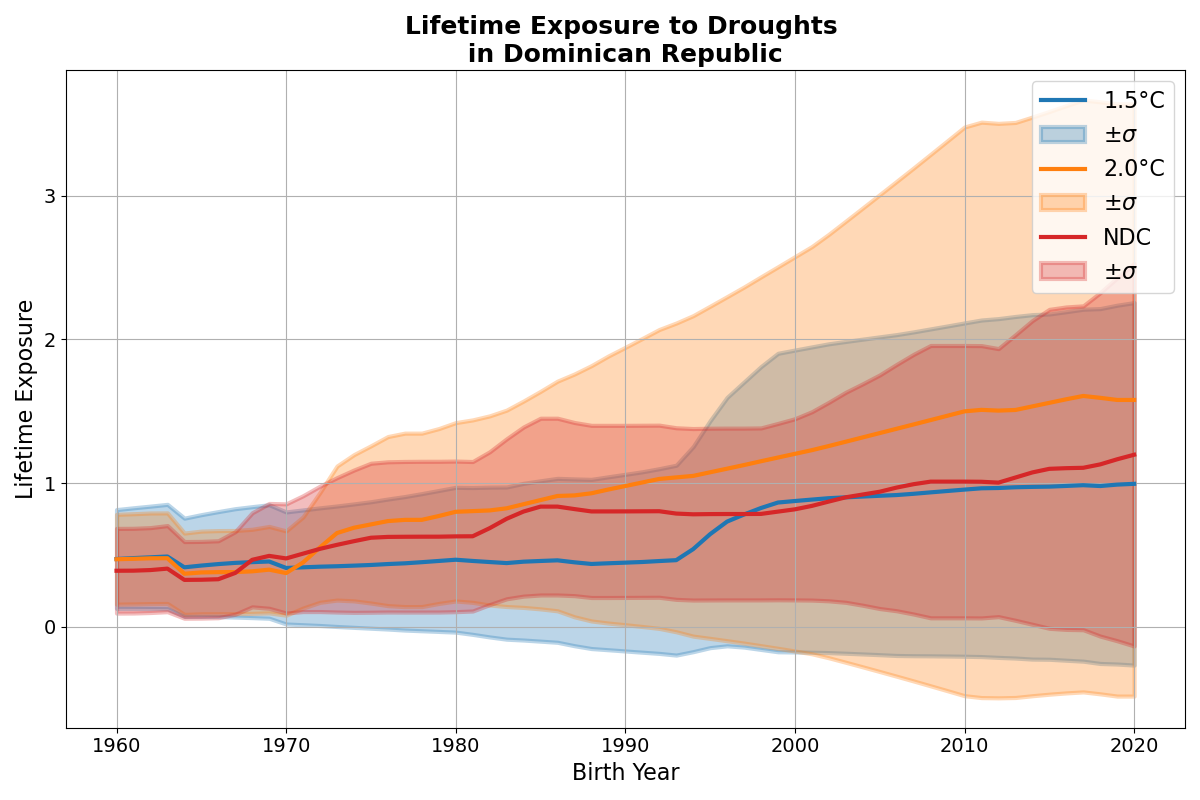 Lifetime Exposure to Droughts
in Dominican Republic
Lifetime Exposure
3
2
1
0
1.5°C
±σ
2.0°C
±σ
NDC
±σ
1960 1970 1980 1990 2000 2010 2020
Birth Year